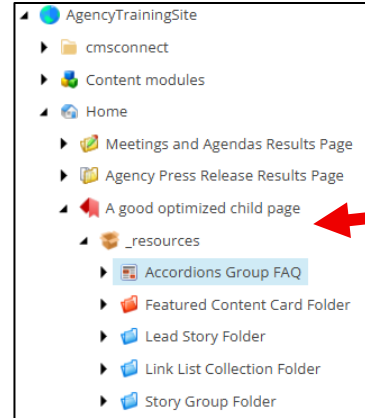 AgencyTrainingSite
cmsconnect
Content modules
Home
Meetings and Agendas Results Page
Agency Press Release Results Page
A good optimized child page
_resources
Accordions Group FAQ
Featured Content Card Folder
Lead Story Folder
Link List Collection Folder
Story Group Folder